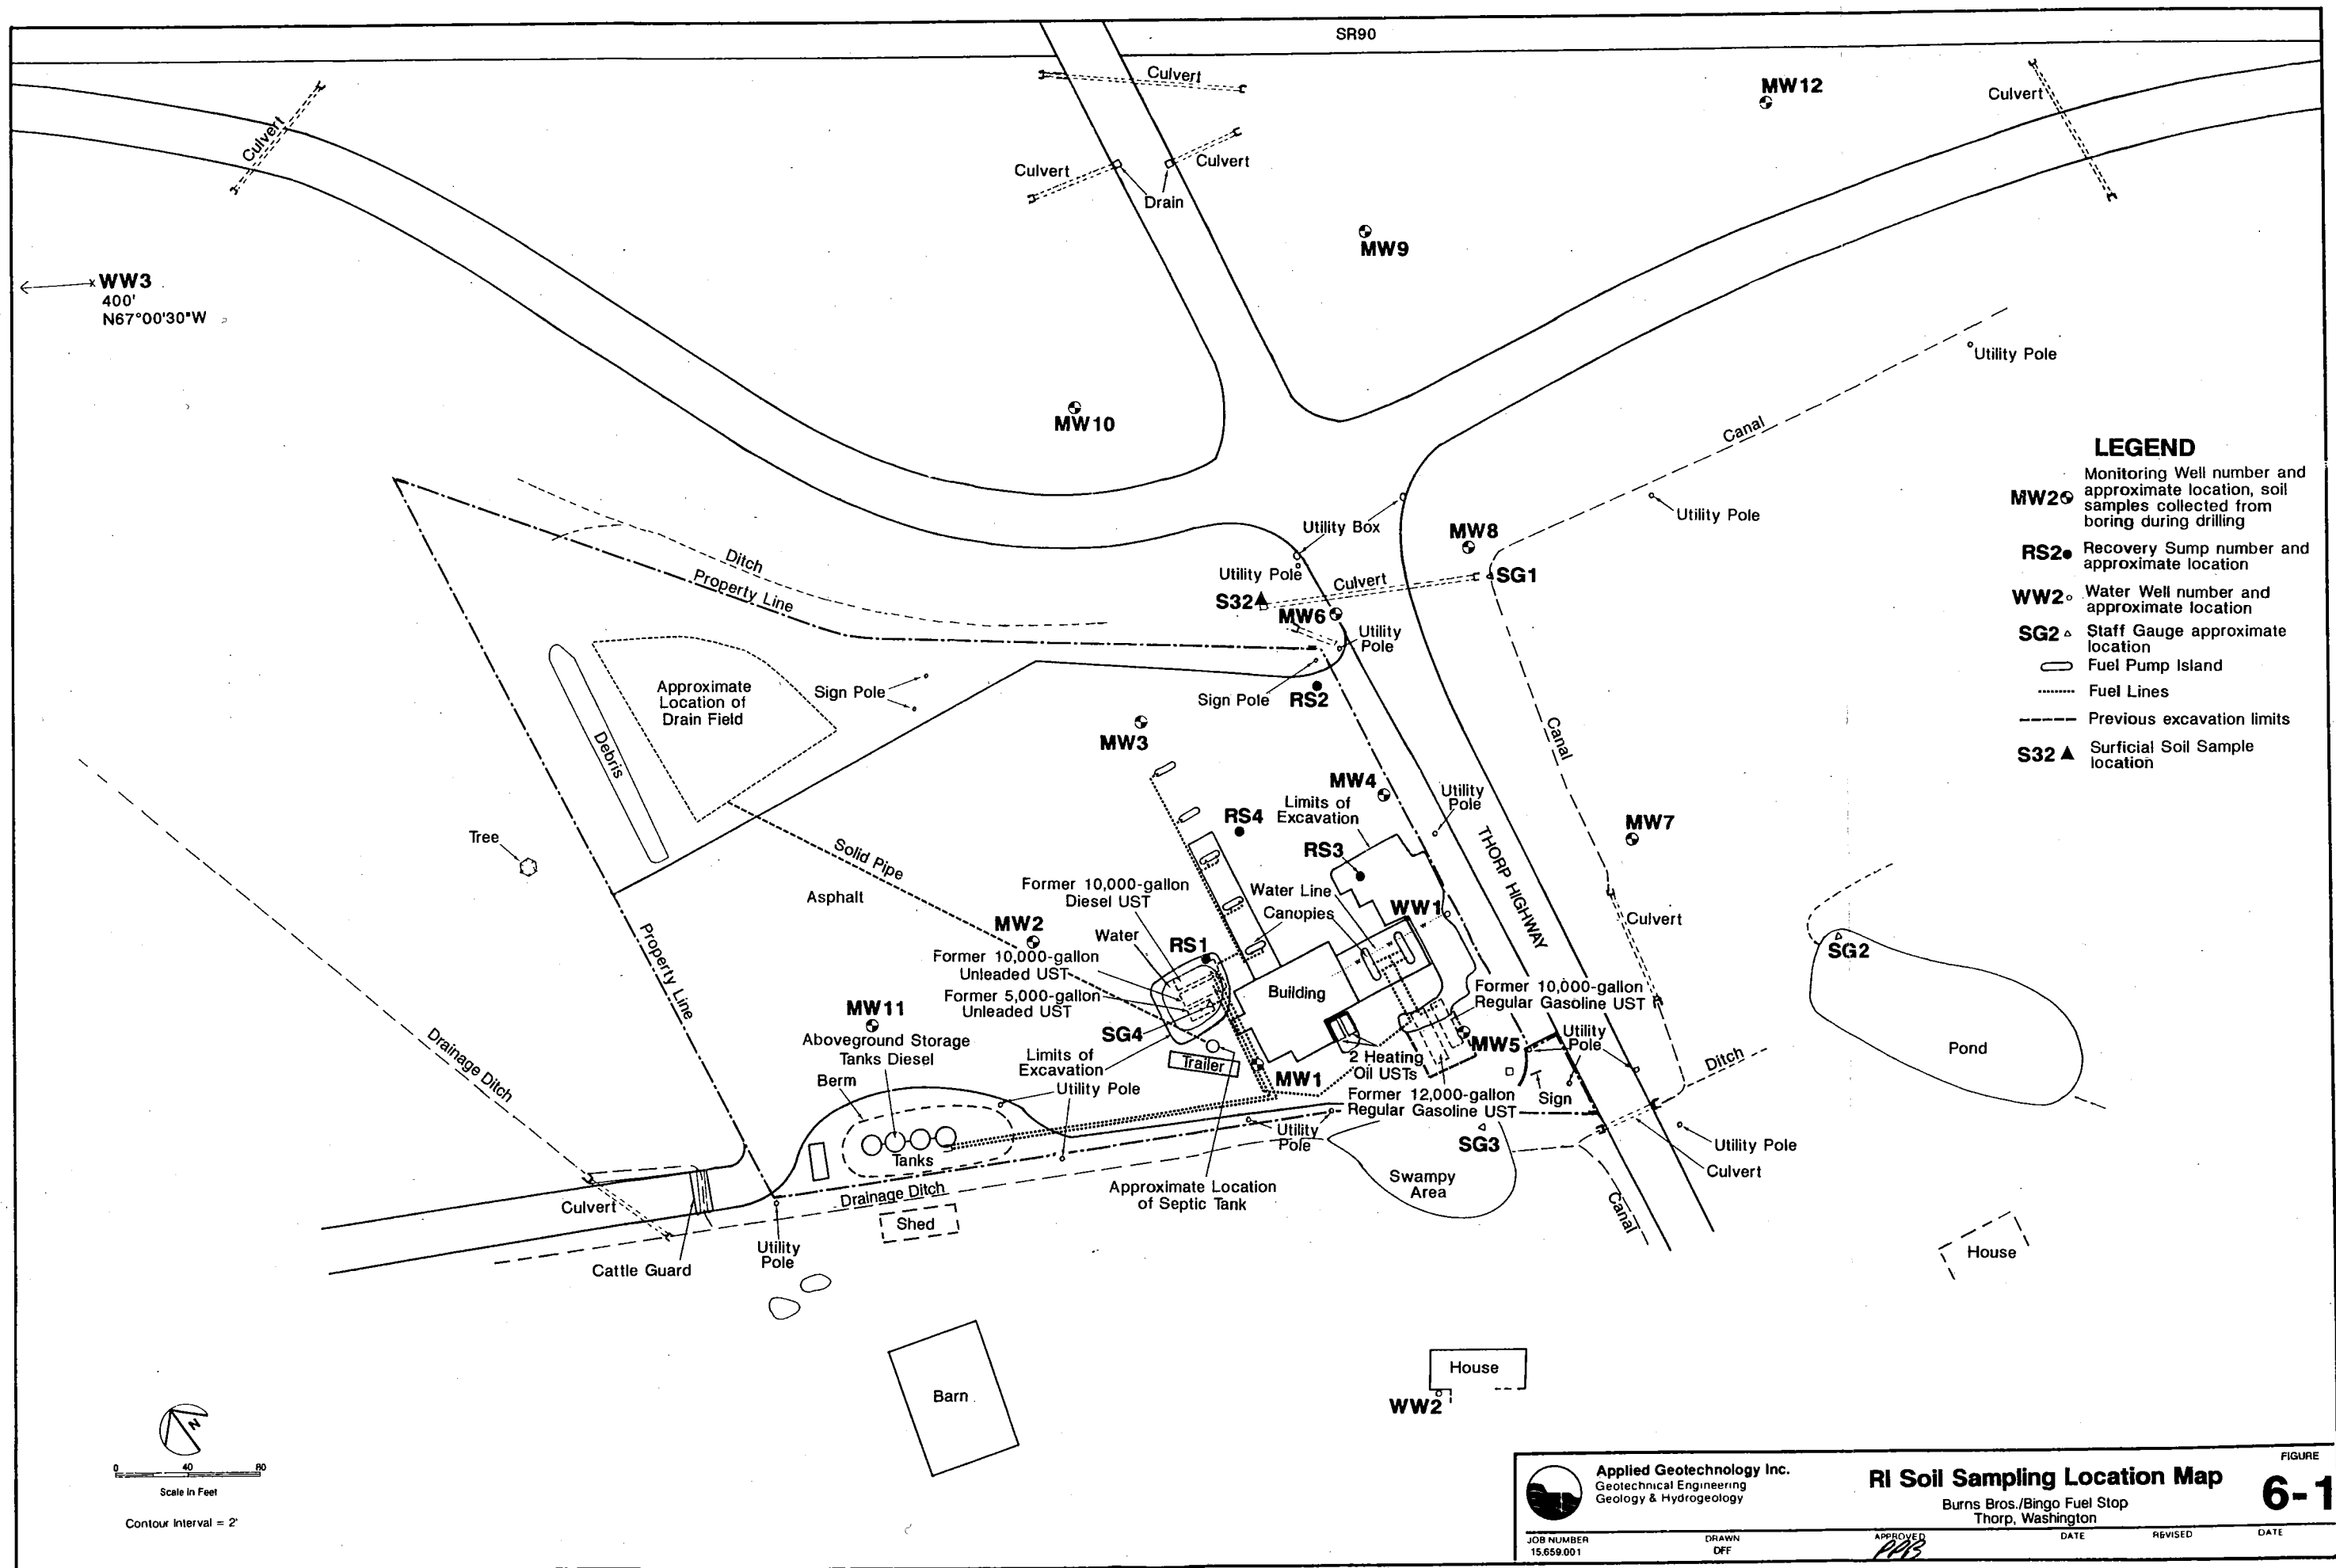 SR90
Culvert
MW12
Culvert
Culvert
Culvert
Culvert
Drain
MW9
WW3
400'
N67°00'30"W
Utility Pole
MW10
Canal
LEGEND
MW2
Monitoring Well number and
approximate location, soil
samples collected from
boring during drilling
RS2
Recovery Sump number and
approximate location
WW2
Water Well number and
approximate location
SG2
Staff Gauge approximate
location
Fuel Pump Island
Fuel Lines
Previous excavation limits
S32
Surficial Soil Sample
location
Utility Pole
Utility Box
MW8
Ditch
Property Line
Utility Pole
Culvert
SG1
S32
MW6
Utility
Pole
Approximate
Location of
Drain Field
Sign Pole
Sign Pole
RS2
Debris
MW3
Canal
MW4
Limits of
Excavation
Utility
Pole
RS4
RS3
MW7
Tree
Solid Pipe
THORP HIGHWAY
Asphalt
Former 10,000-gallon
Diesel UST
Water Line
Canopies
WW1
Culvert
MW2
Water
RS1
SG2
Property Line
Former 10,000-gallon
Unleaded UST
Former 5,000-gallon
Unleaded UST
Building
Former 10,000-gallon
Regular Gasoline UST
MW11
Aboveground Storage
Tanks Diesel
SG4
Limits of
Excavation
Trailer
MW1
2 Heating
Oil USTs
MW5
Utility
Pole
Pond
Ditch
Drainage Ditch
Berm
Utility Pole
Former 12,000-gallon
Regular Gasoline UST
Sign
Tanks
Utility
Pole
SG3
Utility Pole
Culvert
Swampy
Area
Drainage Ditch
Approximate Location
of Septic Tank
Culvert
Shed
Canal
Utility
Pole
Cattle Guard
House
Barn
House
WW2
N
0 40 80
Scale in Feet
Contour Interval = 2'
Applied Geotechnology Inc.
Geotechnical Engineering
Geology & Hydrogeology
RI Soil Sampling Location Map
Burns Bros./Bingo Fuel Stop
Thorp, Washington
FIGURE
6-1
JOB NUMBER
15,659.001
DRAWN
DFF
APPROVED
DATE
REVISED
DATE